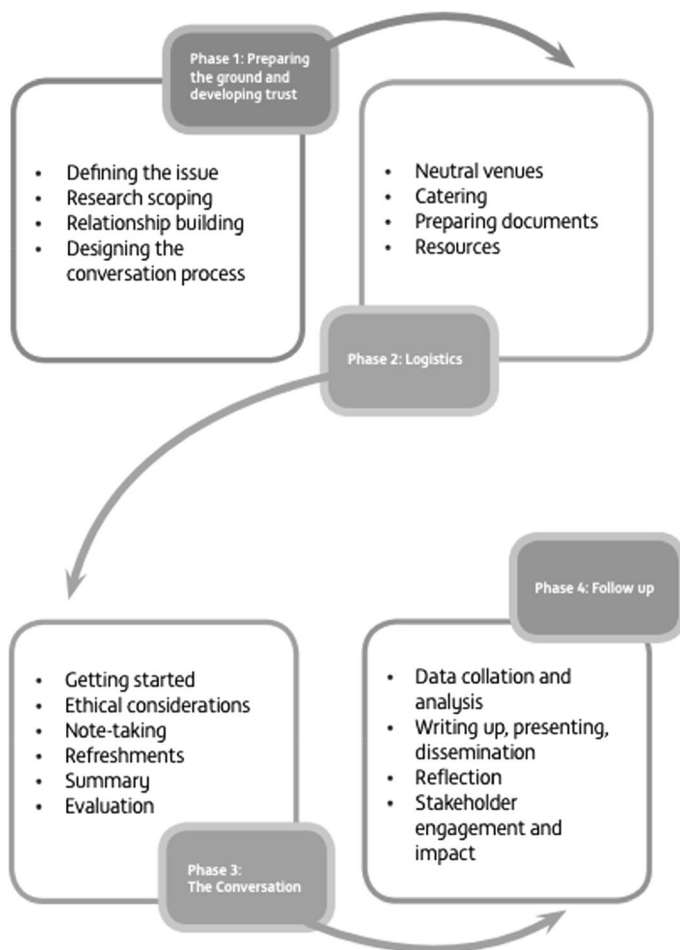 Phase 1: Preparing
the ground and
developing trust
• Defining the issue
• Research scoping
• Relationship building
• Designing the
conversation process
• Neutral venues
• Catering
• Preparing documents
• Resources
Phase 2: Logistics
• Getting started
• Ethical considerations
• Note-taking
• Refreshments
• Summary
• Evaluation
Phase 3:
The Conversation
Phase 4: Follow up
• Data collation and
analysis
• Writing up, presenting,
dissemination
• Reflection
• Stakeholder
engagement and
impact